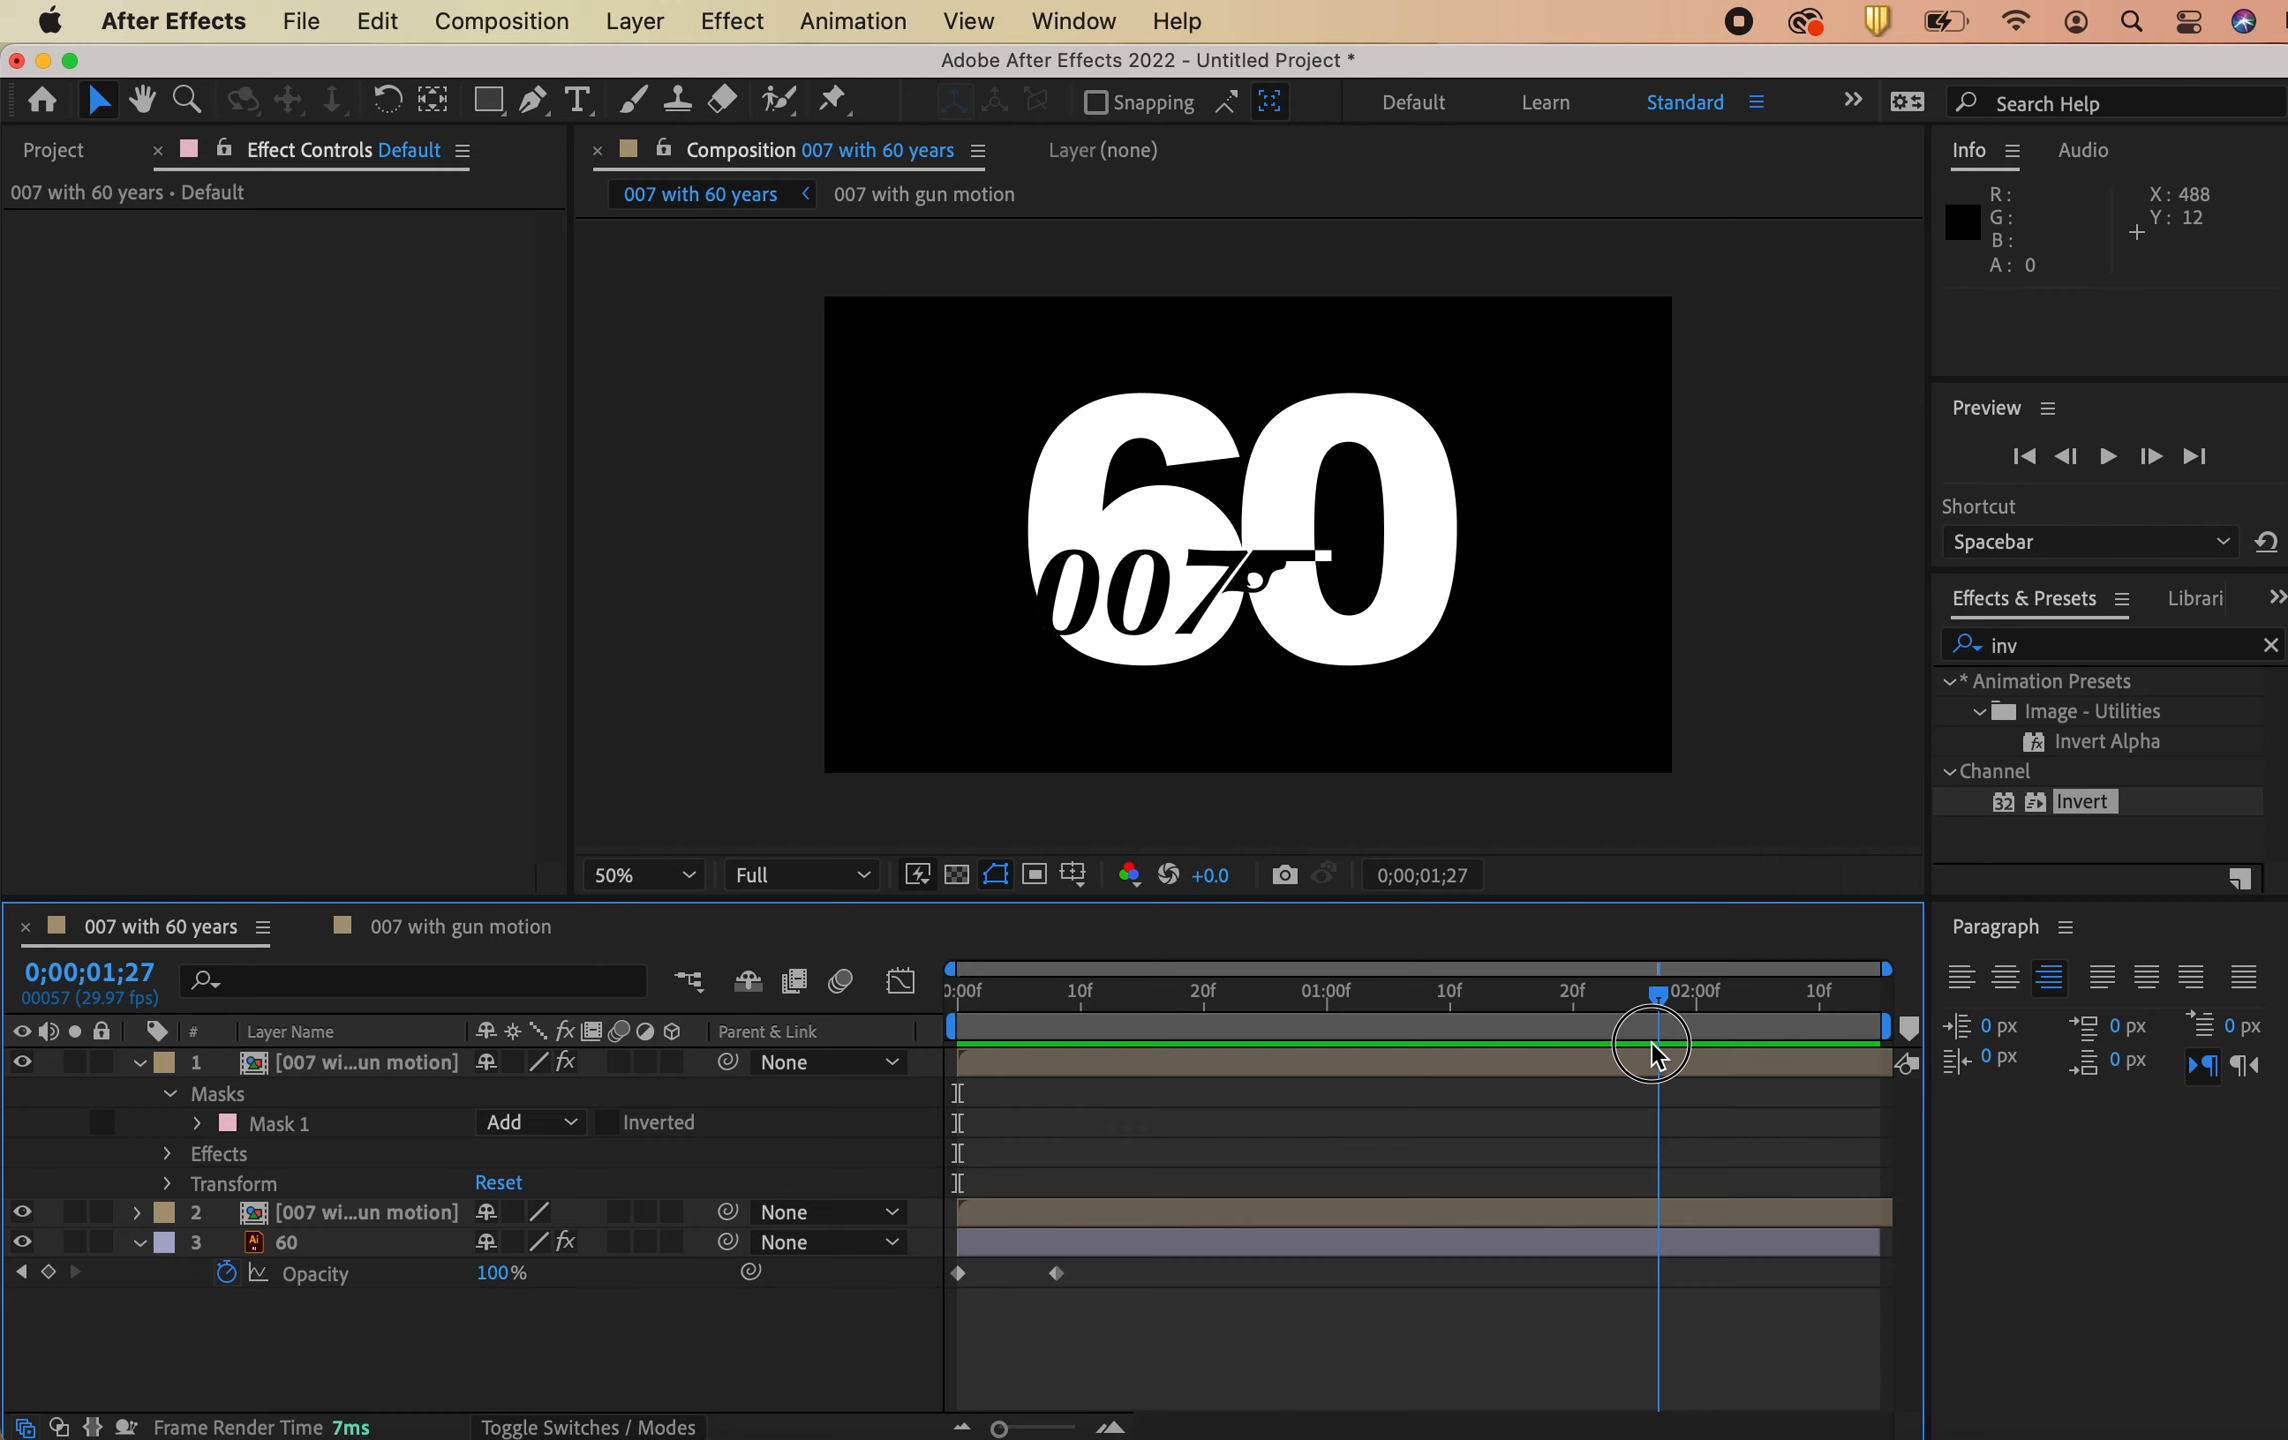 After Effects File Edit Composition Layer Effect Animation View Window Help
Adobe After Effects 2022 - Untitled Project *
Snapping Default Learn Standard Search Help
Project Effect Controls Default Composition 007 with 60 years Layer (none) Info Audio
007 with 60 years • Default
007 with 60 years 007 with gun motion
R: X: 488
G: Y: 12
B:
A: 0
60
007
Preview
Shortcut
Spacebar
Effects & Presets Librari
inv
* Animation Presets
Image - Utilities
Invert Alpha
Channel
32 Invert
50% Full +0.0 0;00;01;27
007 with 60 years 007 with gun motion
0;00;01;27
00057 (29.97 fps)
0:00f 10f 20f 01:00f 10f 20f 02:00f 10f
# Layer Name fx Parent & Link
1 [007 wi...un motion] fx None
Masks
Mask 1 Add Inverted
Effects
Transform Reset
2 [007 wi...un motion] None
3 Ai 60 fx None
Opacity 100%
Frame Render Time 7ms Toggle Switches / Modes
Paragraph
0 px 0 px 0 px
0 px 0 px